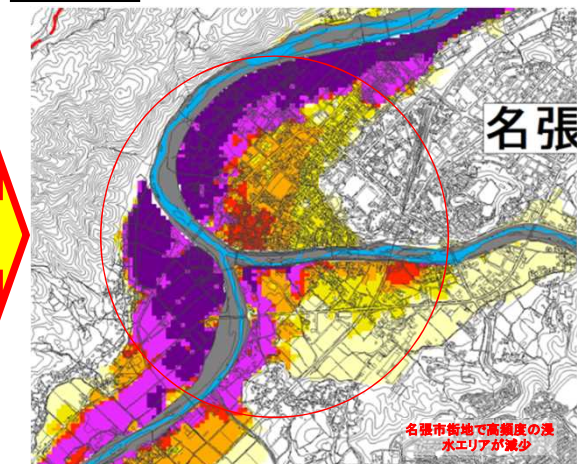 名張
名張市街地で高頻度の浸
水エリアが減少